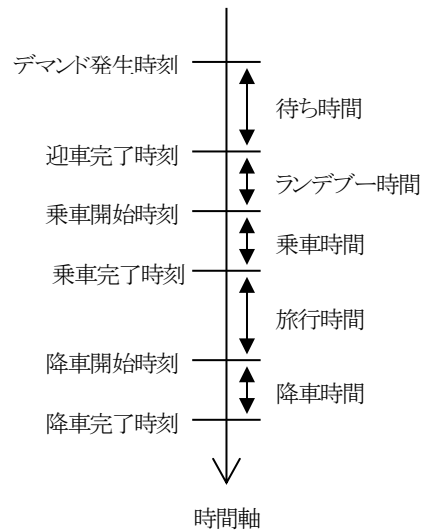 デマンド発生時刻
待ち時間
迎車完了時刻
ランデブー時間
乗車開始時刻
乗車時間
乗車完了時刻
旅行時間
降車開始時刻
降車時間
降車完了時刻
時間軸